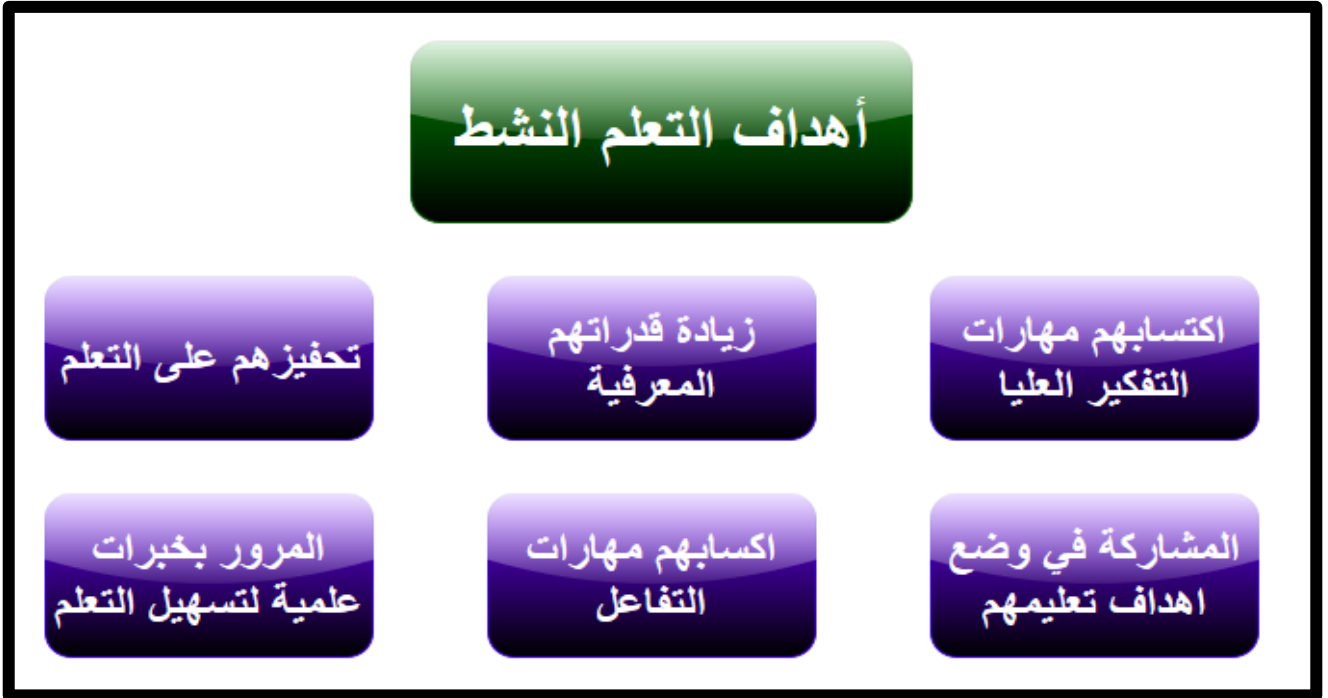 أهداف التعلم النشط
اكتسابهم مهارات
التفكير العليا
زيادة قدراتهم
المعرفية
تحفيزهم على التعلم
المشاركة في وضع
اهداف تعليمهم
اكسابهم مهارات
التفاعل
المرور بخبرات
علمية لتسهيل التعلم